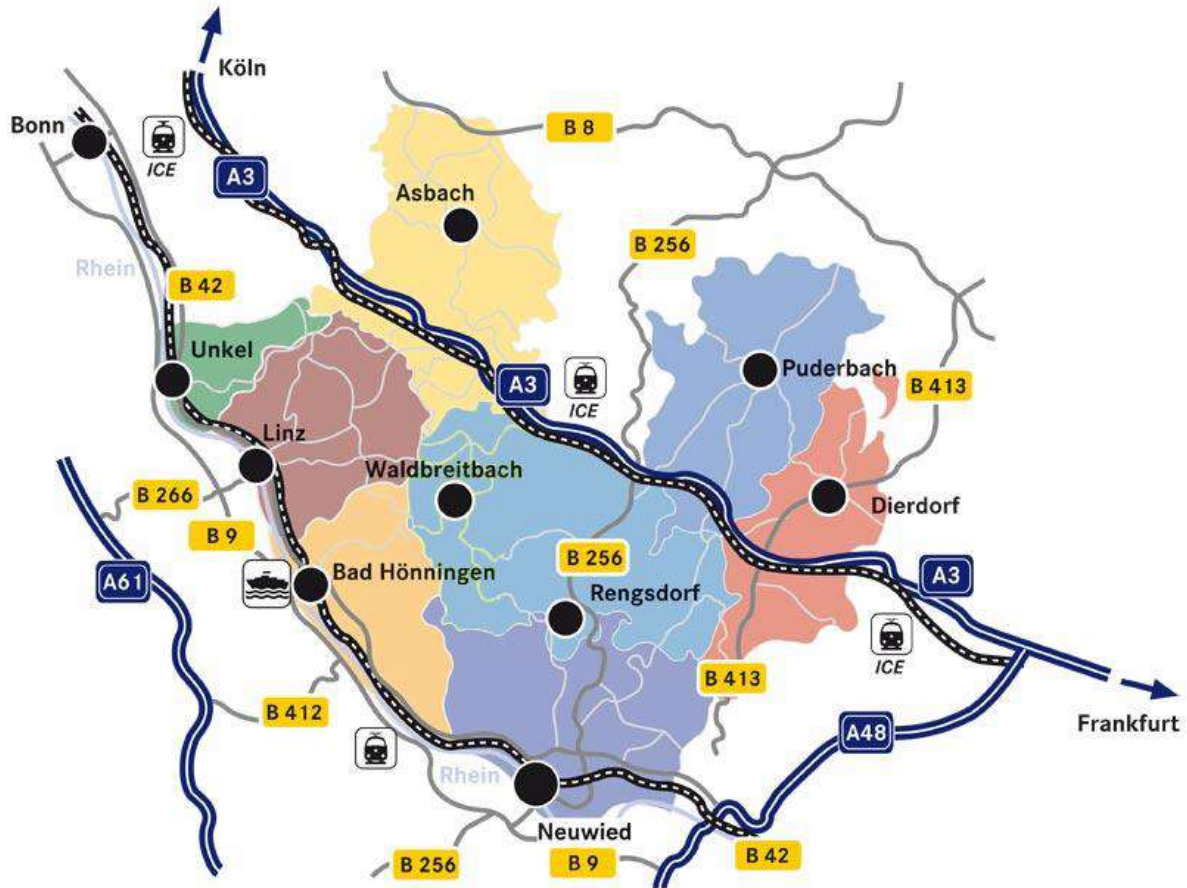 Köln
Bonn
ICE
B 8
A3
Asbach
B 256
Rhein
B 42
Unkel
Puderbach
A3
ICE
B 413
Linz
Waldbreitbach
B 266
Dierdorf
B 9
B 256
A61
Bad Hönningen
A3
Rengsdorf
ICE
B 413
B 412
Frankfurt
A48
Rhein
Neuwied
B 42
B 256
B 9